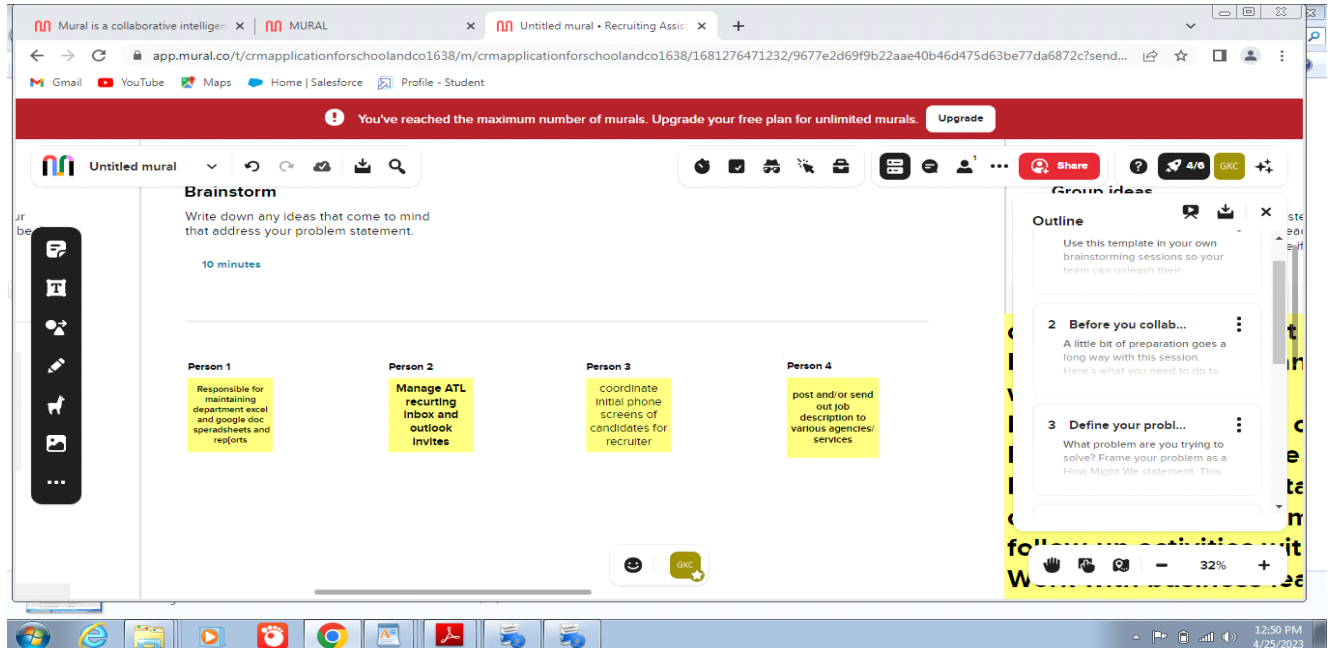 Mural is a collaborative intelligen
MURAL
Untitled mural • Recruiting Assis
app.mural.co/t/crmapplicationforschoolandco1638/m/crmapplicationforschoolandco1638/1681276471232/9677e2d69f9b22aae40b46d475d63be77da6872c?send...
Gmail
YouTube
Maps
Home | Salesforce
Profile - Student
You've reached the maximum number of murals. Upgrade your free plan for unlimited murals.
Upgrade
Untitled mural
1
Share
4/6
GKC
Brainstorm
Write down any ideas that come to mind
that address your problem statement.
10 minutes
Person 1
Responsible for
maintaining
department excel
and google doc
speradsheets and
rep[orts
Person 2
Manage ATL
recurting
inbox and
outlook
invites
Person 3
coordinate
initial phone
screens of
candidates for
recruiter
Person 4
post and/or send
out job
description to
various agencies/
services
Group ideas
Outline
Use this template in your own
brainstorming sessions so your
team can unleash their
2 Before you collab...
A little bit of preparation goes a
long way with this session.
Here's what you need to do to
3 Define your probl...
What problem are you trying to
solve? Frame your problem as a
How Might We statement. This
follow-up activities
Work with business
GKC
32%
12:50 PM
4/25/2023